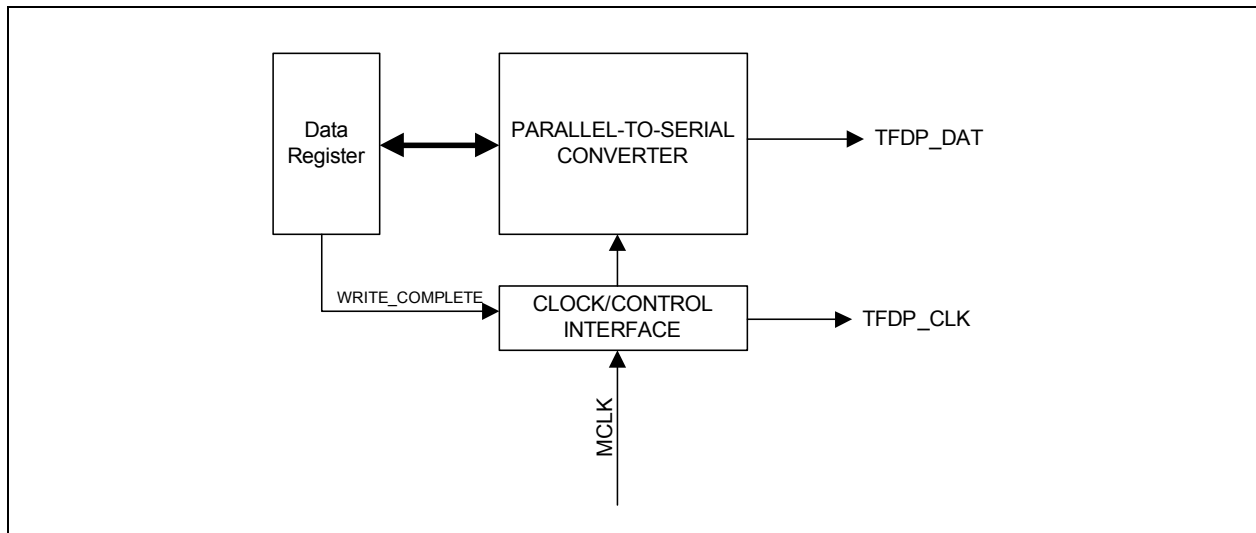 Data
Register
PARALLEL-TO-SERIAL
CONVERTER
TFDP_DAT
WRITE_COMPLETE
CLOCK/CONTROL
INTERFACE
TFDP_CLK
MCLK